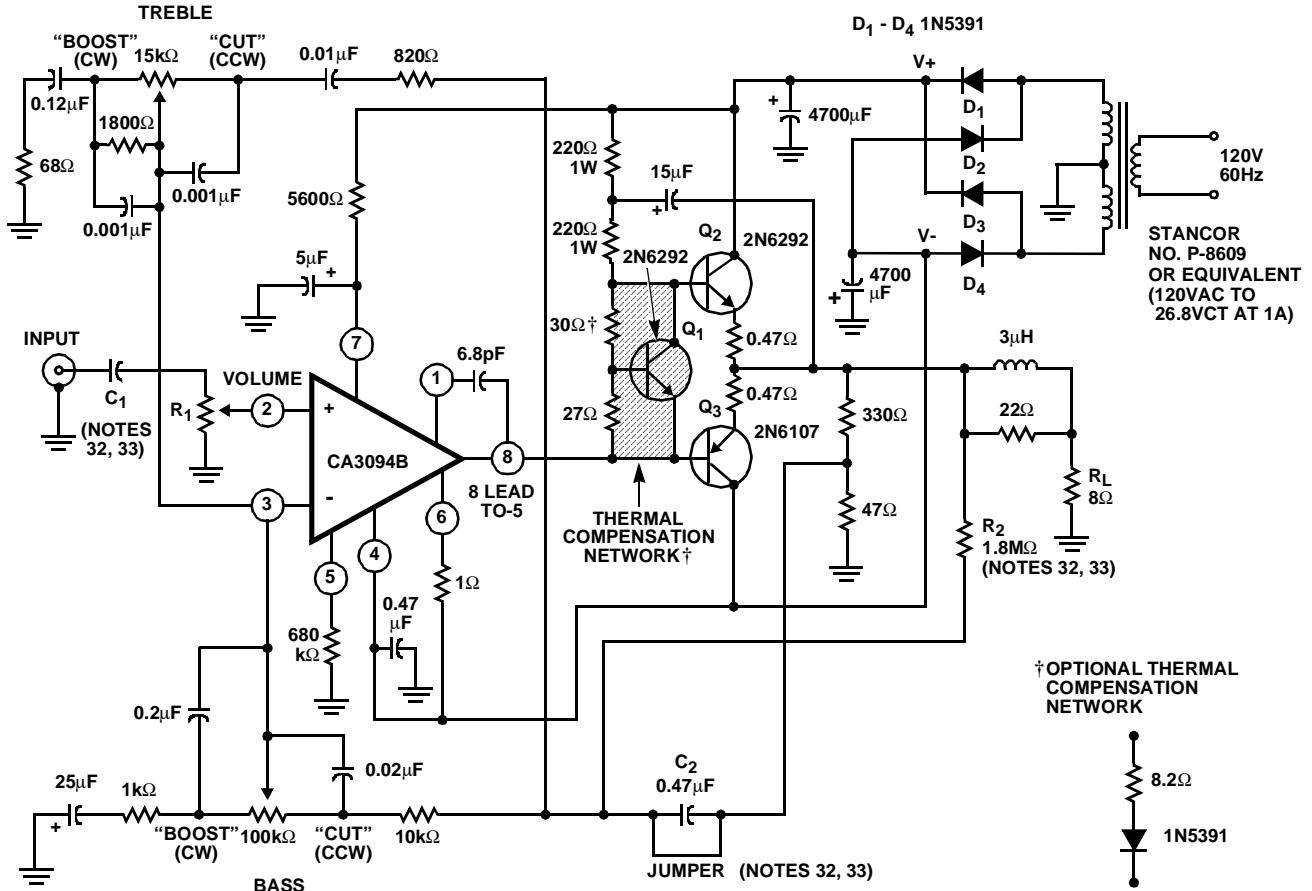 TREBLE
“BOOST”
(CW)
15kΩ
“CUT”
(CCW)
0.01μF
820Ω
0.12μF
1800Ω
68Ω
0.001μF
0.001μF
5600Ω
5μF
+
220Ω
1W
15μF
+
220Ω
1W
2N6292
Q2
2N6292
30Ω†
Q1
0.47Ω
0.47Ω
27Ω
Q3
2N6107
THERMAL
COMPENSATION
NETWORK†
D1 - D4 1N5391
V+
+
4700μF
D1
D2
D3
V-
D4
4700
μF
+
120V
60Hz
STANCOR
NO. P-8609
OR EQUIVALENT
(120VAC TO
26.8VCT AT 1A)
INPUT
C1
(NOTES
32, 33)
R1
VOLUME
2
+
7
1
6.8pF
CA3094B
8
8 LEAD
TO-5
3
-
6
4
5
1Ω
0.47
μF
680
kΩ
3μH
330Ω
22Ω
47Ω
RL
8Ω
R2
1.8MΩ
(NOTES 32, 33)
0.2μF
0.02μF
25μF
+
1kΩ
“BOOST”
(CW)
100kΩ
“CUT”
(CCW)
10kΩ
BASS
C2
0.47μF
JUMPER (NOTES 32, 33)
†OPTIONAL THERMAL
COMPENSATION
NETWORK
8.2Ω
1N5391